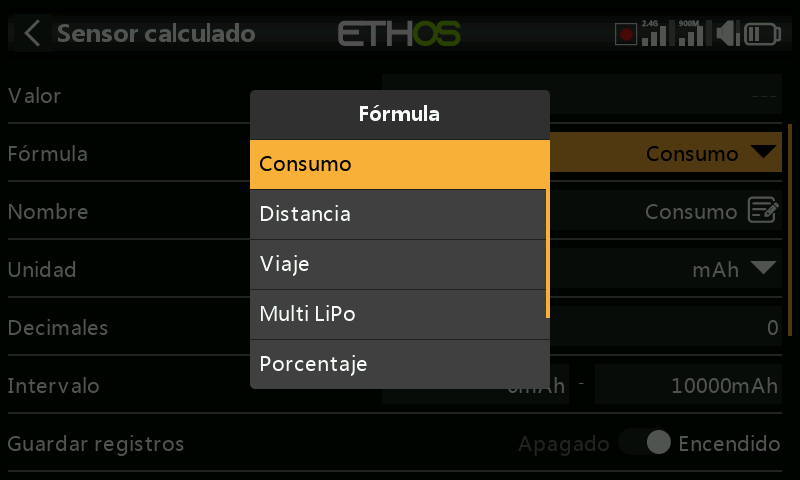 Sensor calculado
ETHOS
2.4G
900M
Valor
---
Fórmula
Consumo
Nombre
Consumo
Unidad
mAh
Decimales
0
Intervalo
- 10000mAh
Guardar registros
Apagado
Encendido
Fórmula
Consumo
Distancia
Viaje
Multi LiPo
Porcentaje